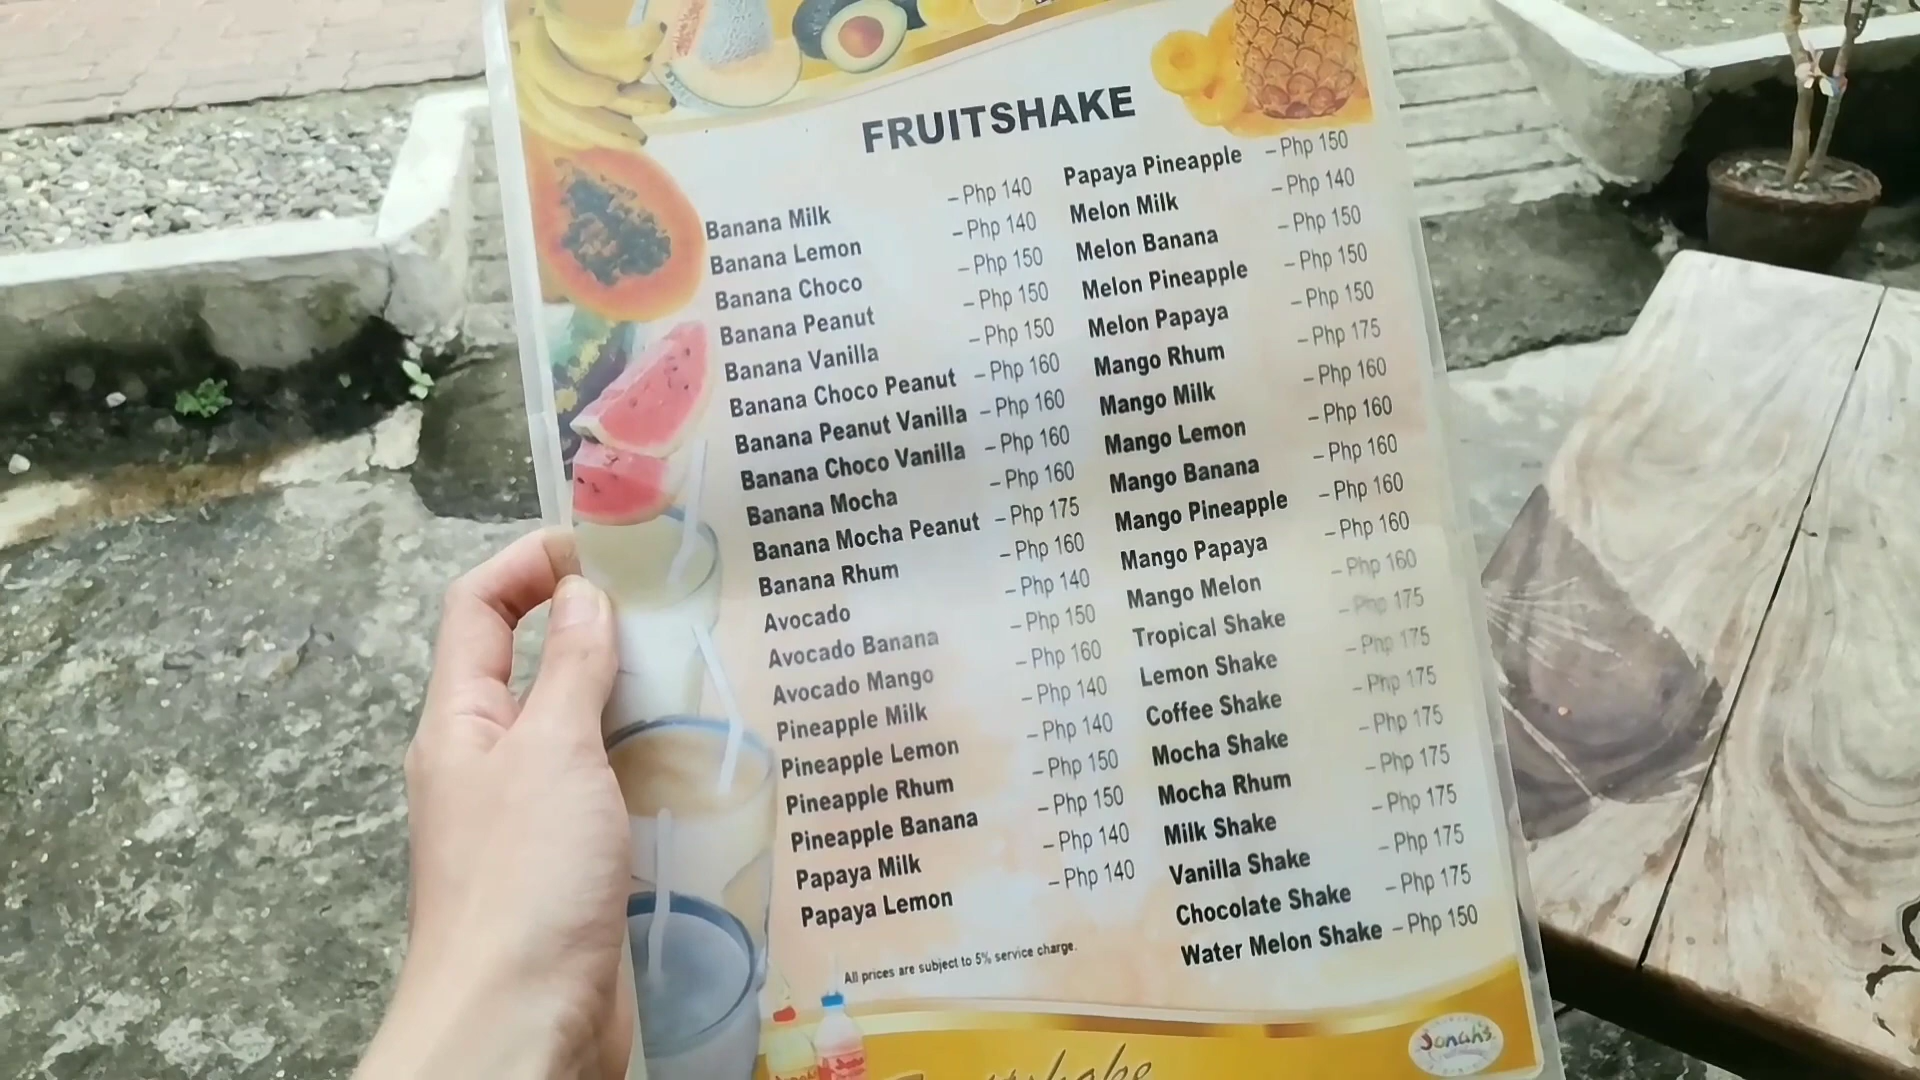 FRUITSHAKE
Banana Milk – Php 140
Banana Lemon – Php 140
Banana Choco – Php 150
Banana Peanut – Php 150
Banana Vanilla – Php 150
Banana Choco Peanut – Php 160
Banana Peanut Vanilla – Php 160
Banana Choco Vanilla – Php 160
Banana Mocha – Php 160
Banana Mocha Peanut – Php 175
Banana Rhum – Php 160
Avocado – Php 140
Avocado Banana – Php 150
Avocado Mango – Php 160
Pineapple Milk – Php 140
Pineapple Lemon – Php 140
Pineapple Rhum – Php 150
Pineapple Banana – Php 150
Papaya Milk – Php 140
Papaya Lemon – Php 140
Papaya Pineapple – Php 150
Melon Milk – Php 140
Melon Banana – Php 150
Melon Pineapple – Php 150
Melon Papaya – Php 150
Mango Rhum – Php 175
Mango Milk – Php 160
Mango Lemon – Php 160
Mango Banana – Php 160
Mango Pineapple – Php 160
Mango Papaya – Php 160
Mango Melon – Php 160
Tropical Shake – Php 175
Lemon Shake – Php 175
Coffee Shake – Php 175
Mocha Shake – Php 175
Mocha Rhum – Php 175
Milk Shake – Php 175
Vanilla Shake – Php 175
Chocolate Shake – Php 175
Water Melon Shake – Php 150
All prices are subject to 5% service charge.
Jonah's